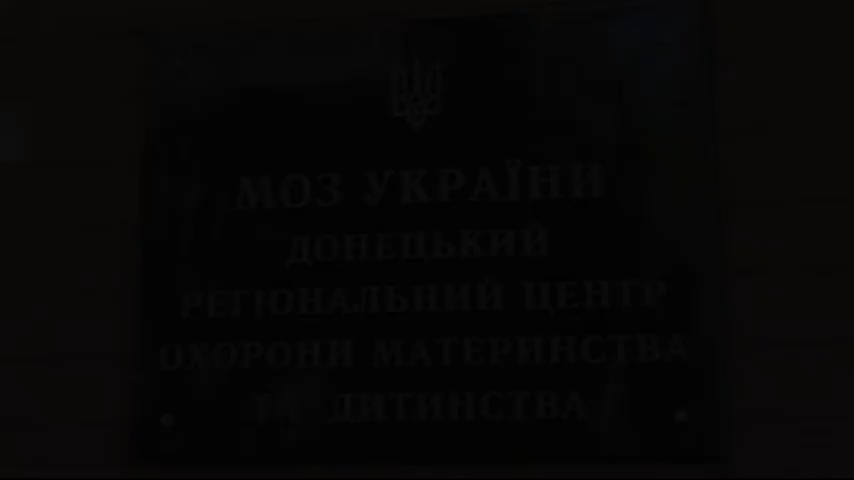 МОЗ УКРАЇНИ
ДОНЕЦЬКИЙ
РЕГІОНАЛЬНИЙ ЦЕНТР
ОХОРОНИ МАТЕРИНСТВА
ТА ДИТИНСТВА